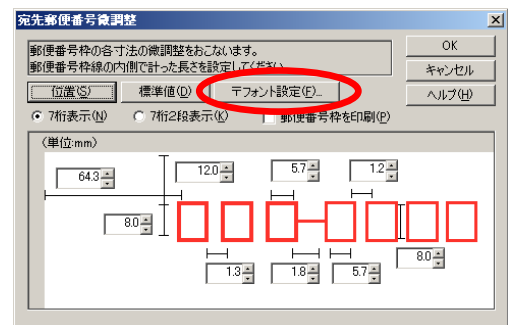 宛先郵便番号微調整
郵便番号枠の各寸法の微調整をおこないます。
郵便番号枠線の内側で計った長さを設定してください。
OK
キャンセル
ヘルプ(H)
位置(S)
標準値(D)
〒フォント設定(F)...
7桁表示(N)
7桁2段表示(K)
郵便番号枠を印刷(P)
(単位:mm)
64.3
12.0
5.7
1.2
8.0
1.3
1.8
5.7
8.0